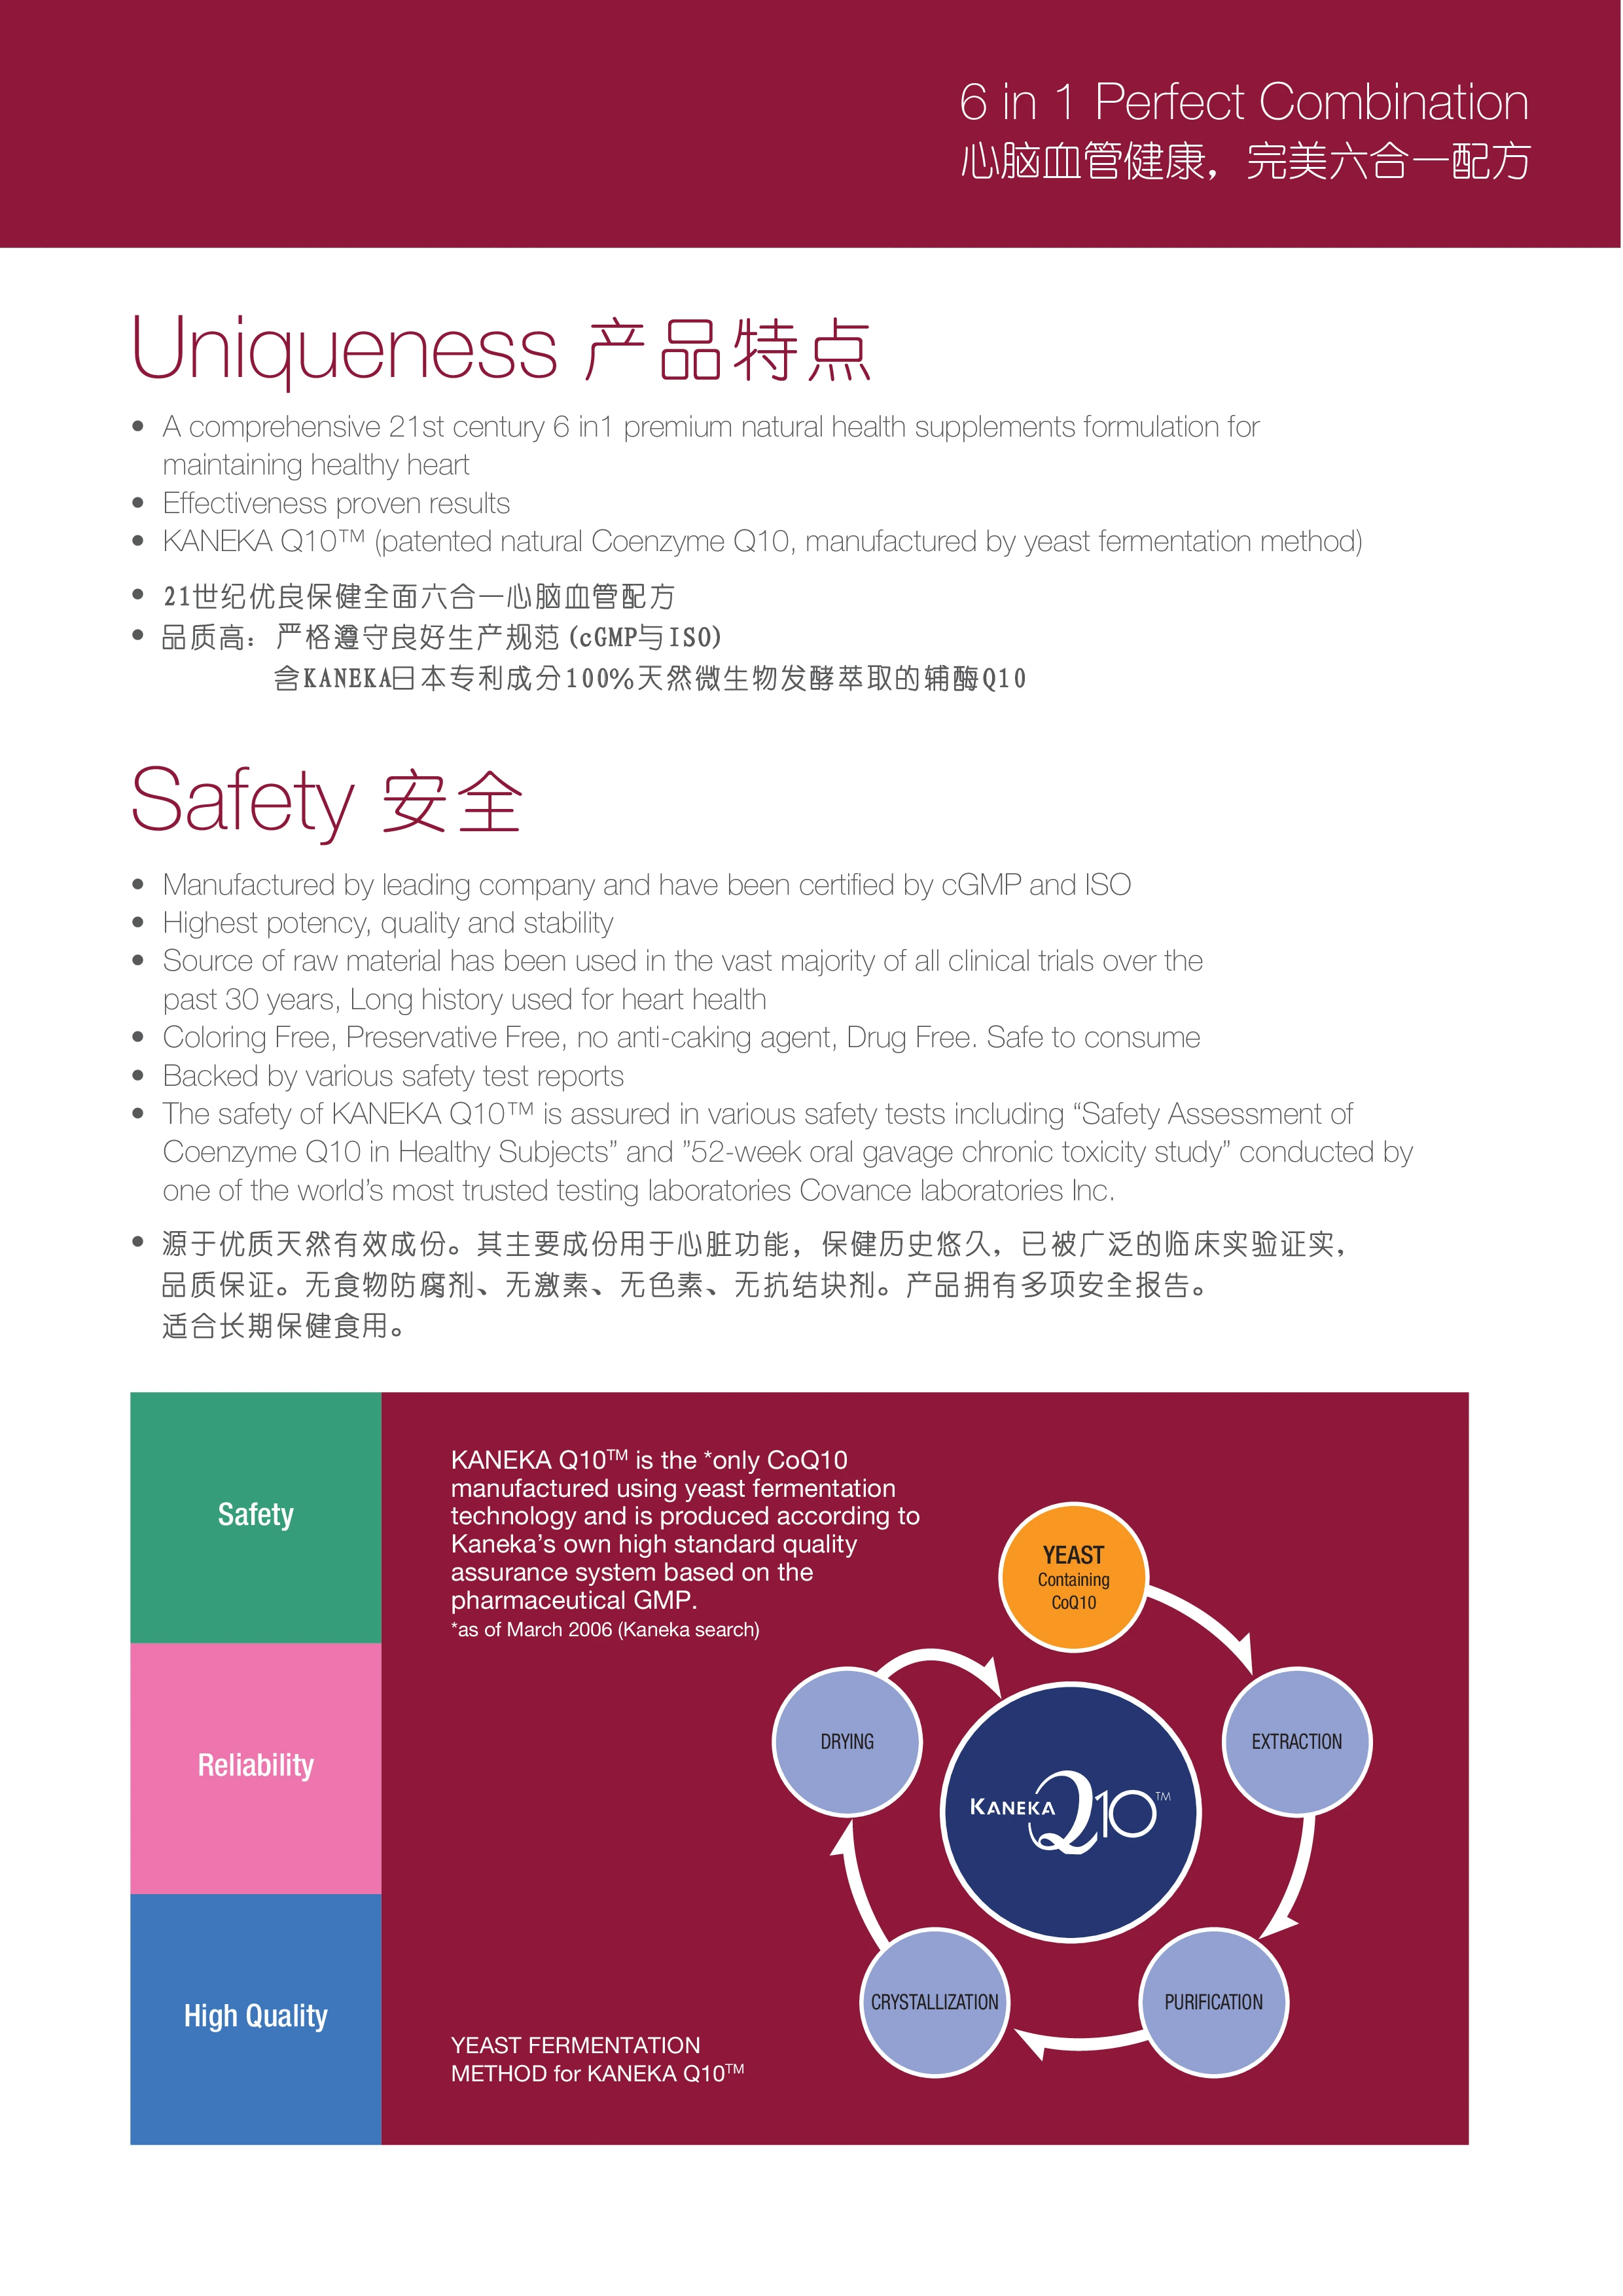 6 in 1 Perfect Combination
心脑血管健康，完美六合一配方
Uniqueness 产品特点
• A comprehensive 21st century 6 in1 premium natural health supplements formulation for
maintaining healthy heart
• Effectiveness proven results
• KANEKA Q10™ (patented natural Coenzyme Q10, manufactured by yeast fermentation method)
• 21世纪优良保健全面六合一心脑血管配方
• 品质高：严格遵守良好生产规范 (cGMP与ISO)
含KANEKA日本专利成分100%天然微生物发酵萃取的辅酶Q10
Safety 安全
• Manufactured by leading company and have been certified by cGMP and ISO
• Highest potency, quality and stability
• Source of raw material has been used in the vast majority of all clinical trials over the
past 30 years, Long history used for heart health
• Coloring Free, Preservative Free, no anti-caking agent, Drug Free. Safe to consume
• Backed by various safety test reports
• The safety of KANEKA Q10™ is assured in various safety tests including “Safety Assessment of
Coenzyme Q10 in Healthy Subjects” and ”52-week oral gavage chronic toxicity study” conducted by
one of the world’s most trusted testing laboratories Covance laboratories Inc.
• 源于优质天然有效成份。其主要成份用于心脏功能，保健历史悠久，已被广泛的临床实验证实，
品质保证。无食物防腐剂、无激素、无色素、无抗结块剂。产品拥有多项安全报告。
适合长期保健食用。
Safety
Reliability
High Quality
KANEKA Q10™ is the *only CoQ10
manufactured using yeast fermentation
technology and is produced according to
Kaneka’s own high standard quality
assurance system based on the
pharmaceutical GMP.
*as of March 2006 (Kaneka search)
YEAST
Containing
CoQ10
EXTRACTION
PURIFICATION
CRYSTALLIZATION
DRYING
KANEKA Q10™
YEAST FERMENTATION
METHOD for KANEKA Q10™